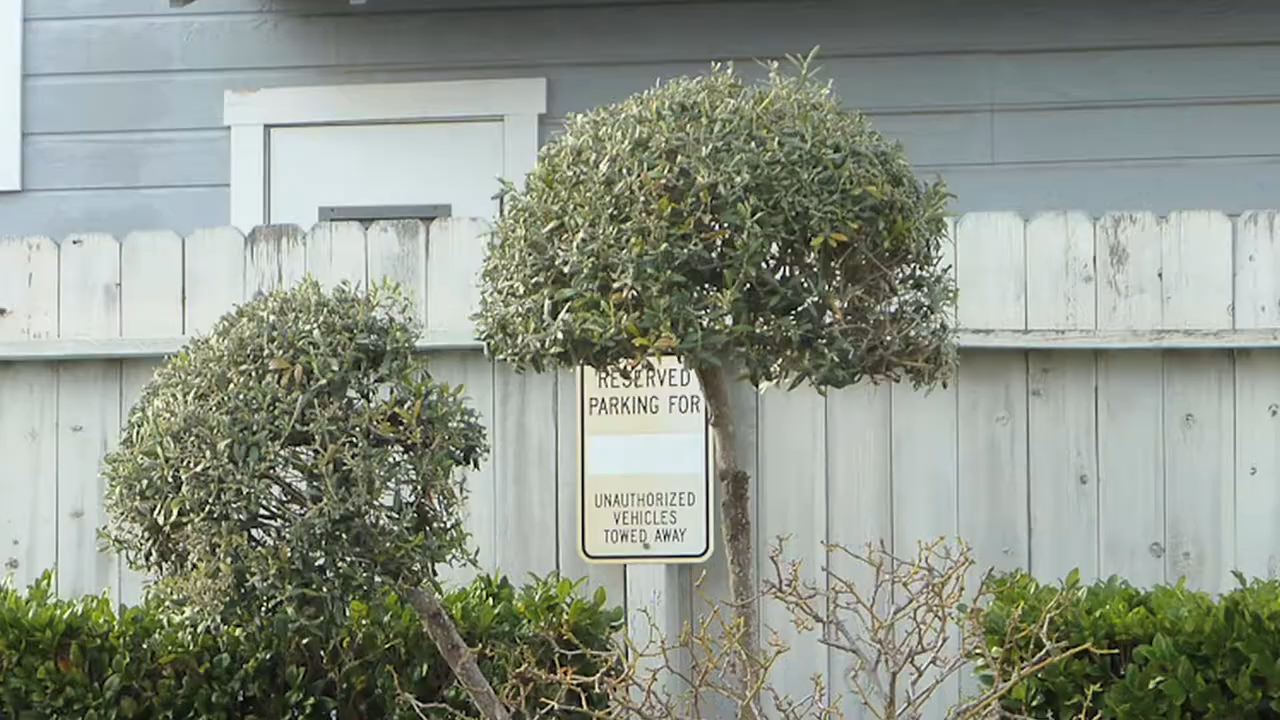 RESERVED
PARKING FOR
UNAUTHORIZED
VEHICLES
TOWED AWAY